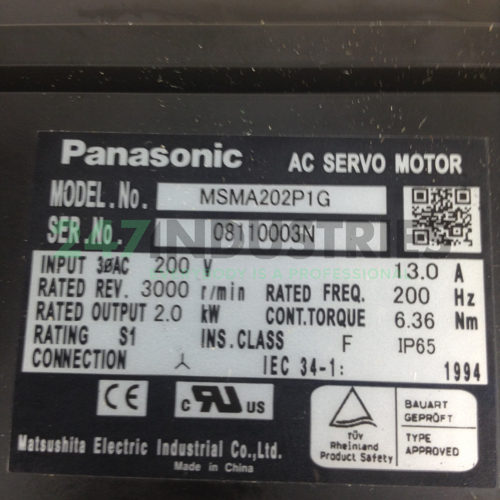 Panasonic AC SERVO MOTOR
MODEL.No. MSMA202P1G
SER.No. 08110003N
247INDUSTRIES
INPUT 3øAC 200 V 13.0 A
RATED REV. 3000 r/min RATED FREQ. 200 Hz
RATED OUTPUT 2.0 kW CONT.TORQUE 6.36 Nm
RATING S1 INS.CLASS F IP65
CONNECTION 人 IEC 34-1: 1994
CE c RU US
TÜV
Rheinland
Product Safety
BAUART
GEPRÜFT
TYPE
APPROVED
Matsushita Electric Industrial Co.,Ltd.
Made in China